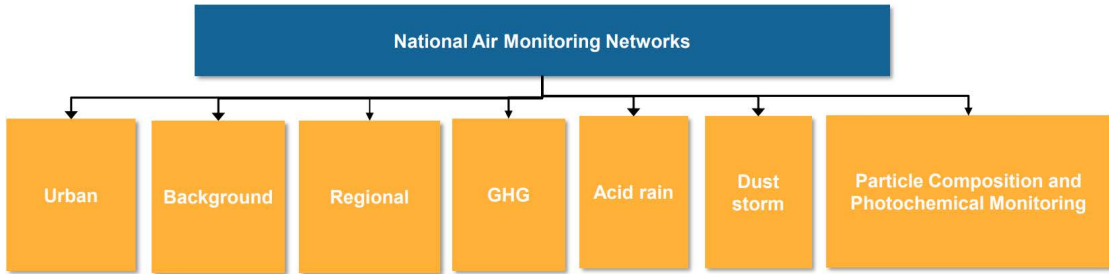 National Air Monitoring Networks
Urban
Background
Regional
GHG
Acid rain
Dust
storm
Particle Composition and
Photochemical Monitoring